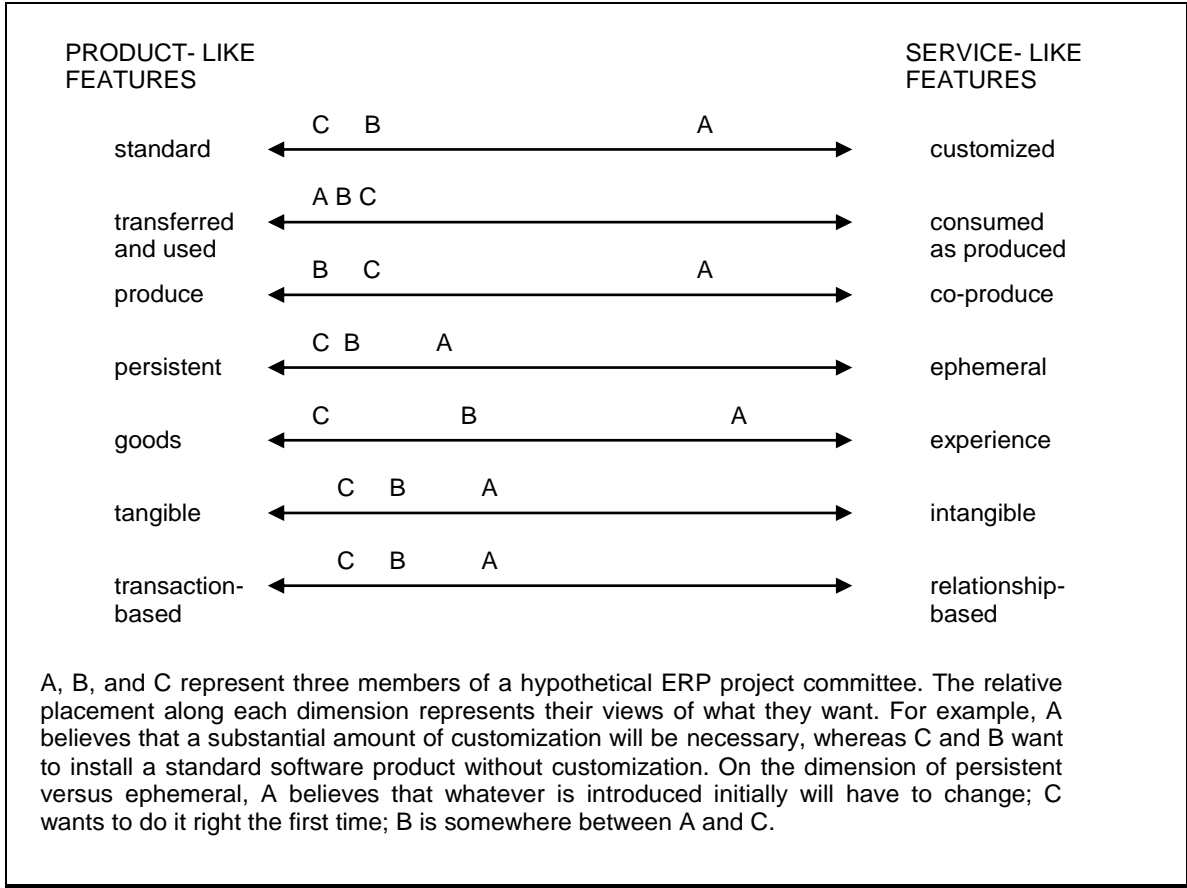 PRODUCT- LIKE
FEATURES
SERVICE- LIKE
FEATURES
C B A
standard customized
A B C
transferred
and used
consumed
as produced
B C A
produce co-produce
C B A
persistent ephemeral
C B A
goods experience
C B A
tangible intangible
C B A
transaction-
based
relationship-
based
A, B, and C represent three members of a hypothetical ERP project committee. The relative
placement along each dimension represents their views of what they want. For example, A
believes that a substantial amount of customization will be necessary, whereas C and B want
to install a standard software product without customization. On the dimension of persistent
versus ephemeral, A believes that whatever is introduced initially will have to change; C
wants to do it right the first time; B is somewhere between A and C.